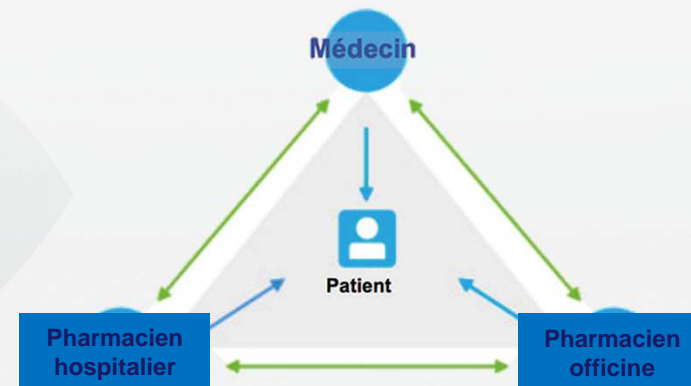 Médecin
Patient
Pharmacien
hospitalier
Pharmacien
officine